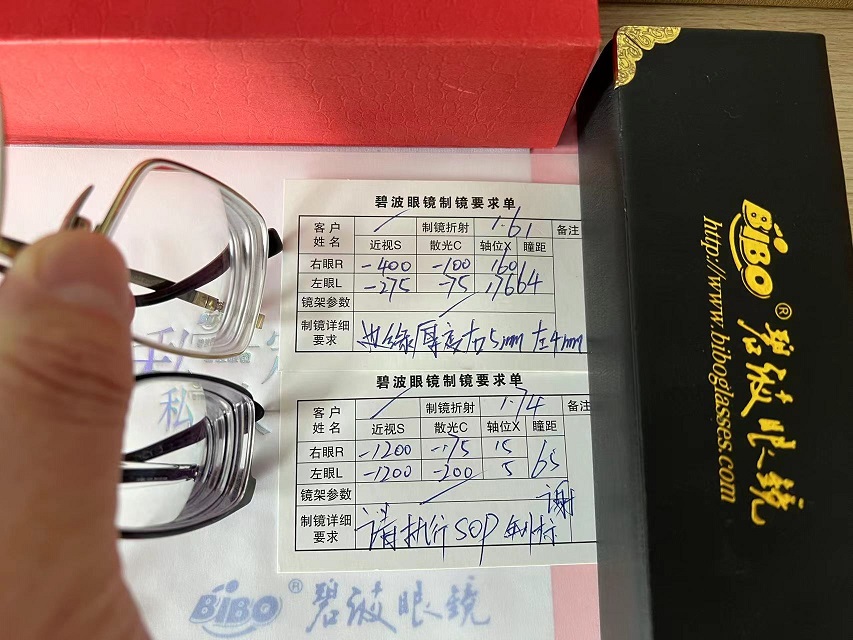 碧波眼镜制镜要求单
客户姓名 制镜折射 1.61 备注
近视S 散光C 轴位X 瞳距
右眼R -400 -100 160 64
左眼L -275 -75 176
镜架参数
制镜详细要求 边缘厚度右5mm 左4mm
碧波眼镜制镜要求单
客户姓名 制镜折射 1.74 备注
近视S 散光C 轴位X 瞳距
右眼R -1200 -175 15 65
左眼L -1200 -200 5
镜架参数
制镜详细要求 请执行SOP 谢
BiBO® 碧波眼镜
BiBO® 碧波眼镜
http://www.biboglasses.com
私
私